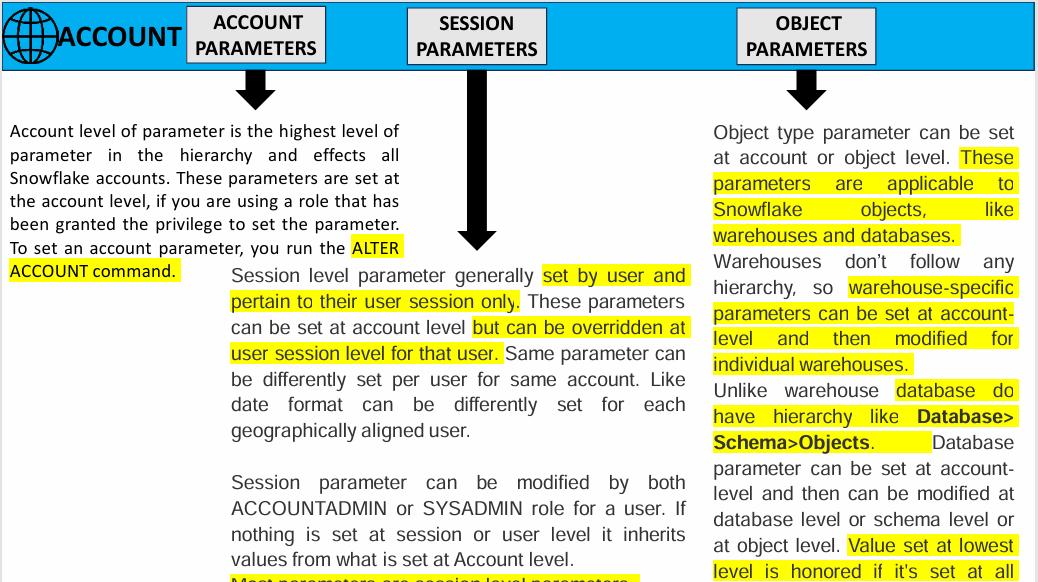 ACCOUNT
ACCOUNT
PARAMETERS
SESSION
PARAMETERS
OBJECT
PARAMETERS
Account level of parameter is the highest level of
parameter in the hierarchy and effects all
Snowflake accounts. These parameters are set at
the account level, if you are using a role that has
been granted the privilege to set the parameter.
To set an account parameter, you run the ALTER
ACCOUNT command.
Session level parameter generally set by user and
pertain to their user session only. These parameters
can be set at account level but can be overridden at
user session level for that user. Same parameter can
be differently set per user for same account. Like
date format can be differently set for each
geographically aligned user.
Session parameter can be modified by both
ACCOUNTADMIN or SYSADMIN role for a user. If
nothing is set at session or user level it inherits
values from what is set at Account level.
Most parameters are session level parameters.
Object type parameter can be set
at account or object level. These
parameters are applicable to
Snowflake objects, like
warehouses and databases.
Warehouses don’t follow any
hierarchy, so warehouse-specific
parameters can be set at account-
level and then modified for
individual warehouses.
Unlike warehouse database do
have hierarchy like Database>
Schema>Objects. Database
parameter can be set at account-
level and then can be modified at
database level or schema level or
at object level. Value set at lowest
level is honored if it's set at all